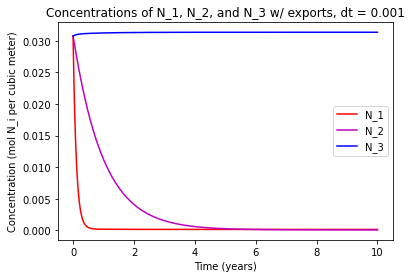 Concentrations of N_1, N_2, and N_3 w/ exports, dt = 0.001
Concentration (mol N_i per cubic meter)
0.030
0.025
0.020
0.015
0.010
0.005
0.000
N_1
N_2
N_3
0 2 4 6 8 10
Time (years)